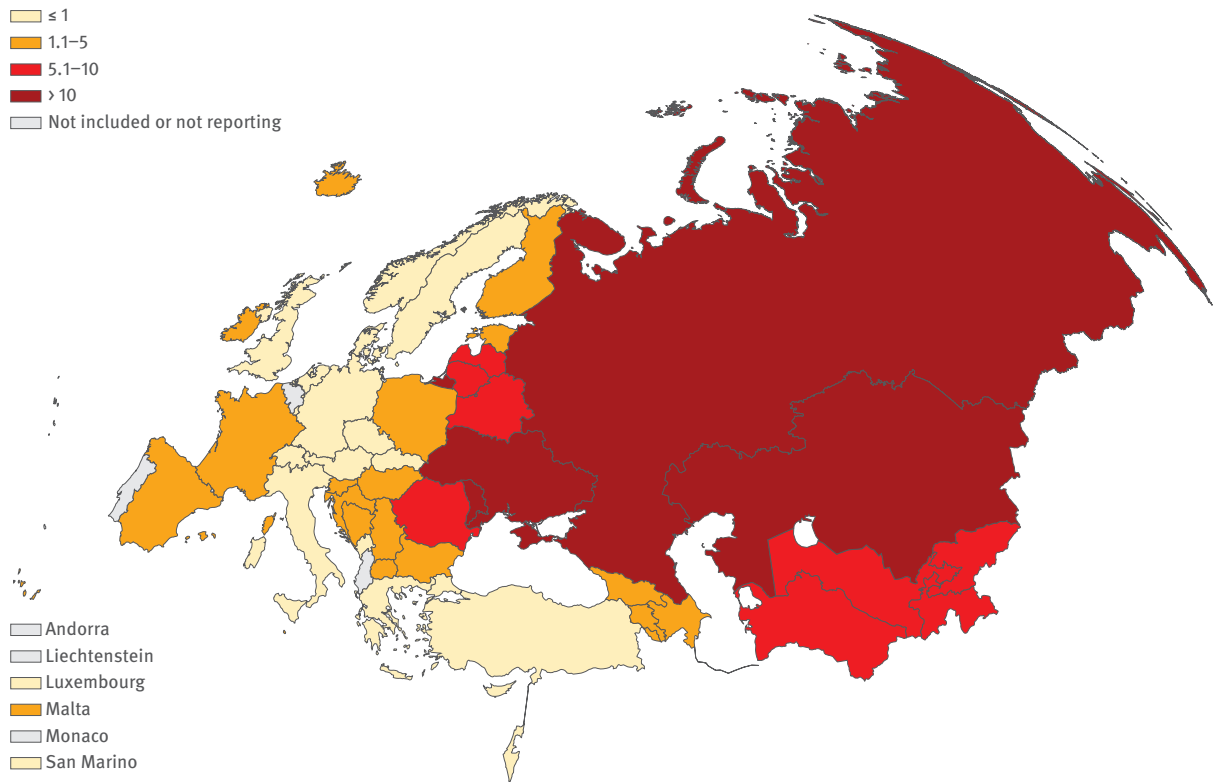 ≤ 1
1.1–5
5.1–10
> 10
Not included or not reporting
Andorra
Liechtenstein
Luxembourg
Malta
Monaco
San Marino